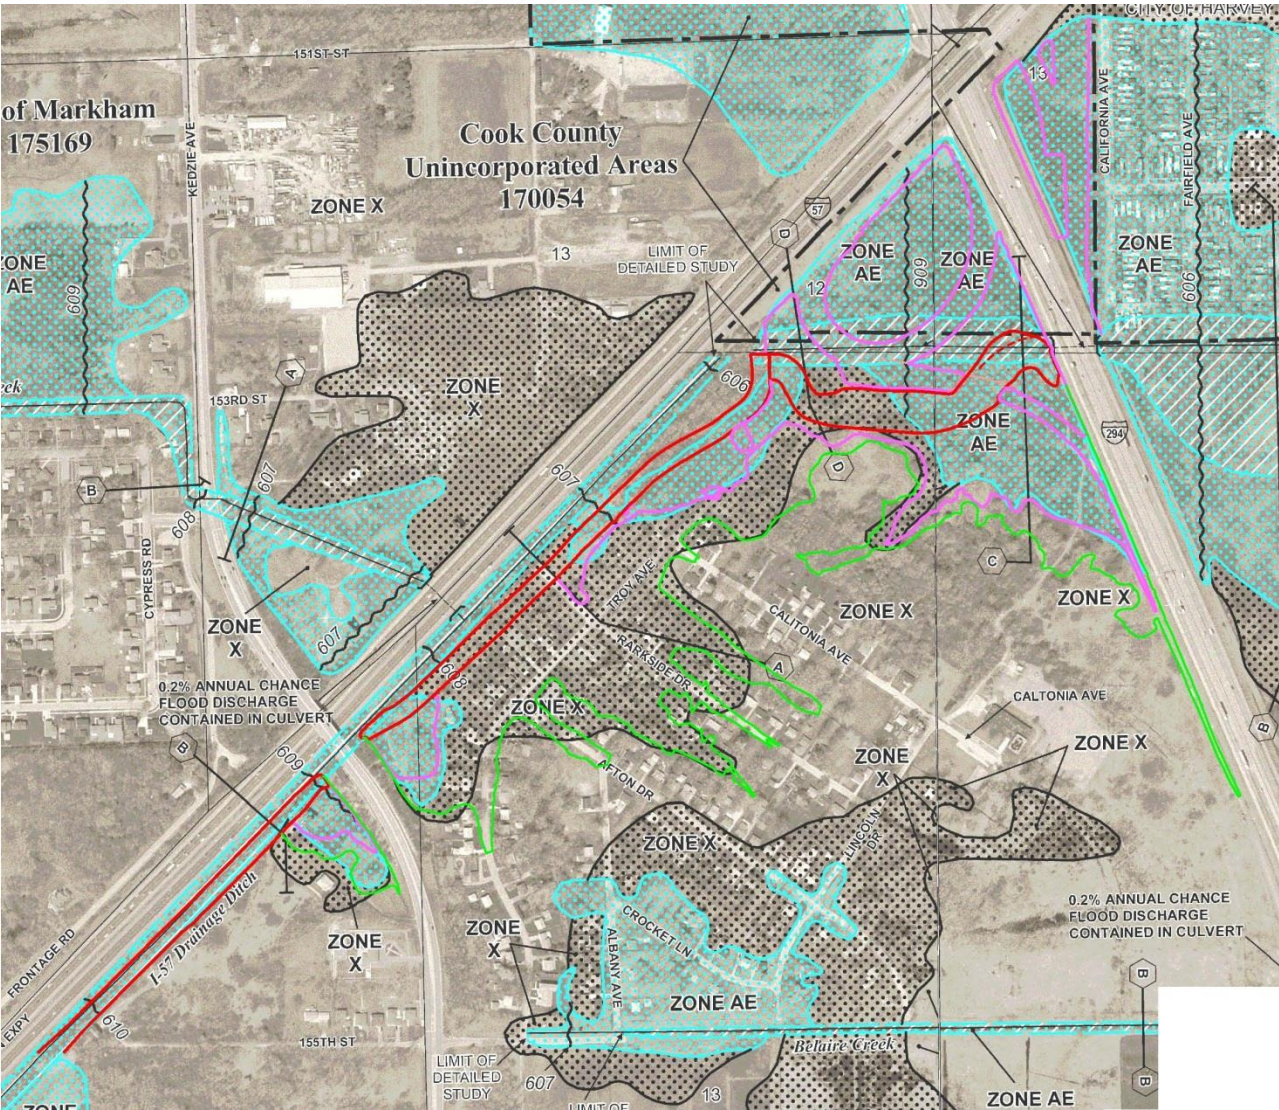 CITY OF HARVEY
151ST ST
of Markham
175169
KEDZIE AVE
Cook County
Unincorporated Areas
170054
13
CALIFORNIA AVE
FAIRFIELD AVE
ZONE X
57
D
13
LIMIT OF
DETAILED STUDY
12
ZONE
AE
909
ZONE
AE
ZONE
AE
606
ZONE
AE
609
eek
153RD ST
A
ZONE
X
606
ZONE
AE
294
B
608
607
607
D
CYPRESS RD
C
ZONE
X
607
TROY AVE
CALITONIA AVE
ZONE X
ZONE X
PARKSIDE DR
A
608
0.2% ANNUAL CHANCE
FLOOD DISCHARGE
CONTAINED IN CULVERT
B
609
ZONE X
AFTON DR
CALTONIA AVE
ZONE
X
ZONE X
B
ZONE X
LINCOLN
DR
I-57 Drainage Ditch
FRONTAGE RD
N EXPY
610
ZONE
X
ZONE
X
CROCKET LN
ALBANY AVE
ZONE AE
0.2% ANNUAL CHANCE
FLOOD DISCHARGE
CONTAINED IN CULVERT
B
155TH ST
LIMIT OF
DETAILED
STUDY
607
Belaire Creek
13
LIMIT OF
B
ZONE AE
ZONE